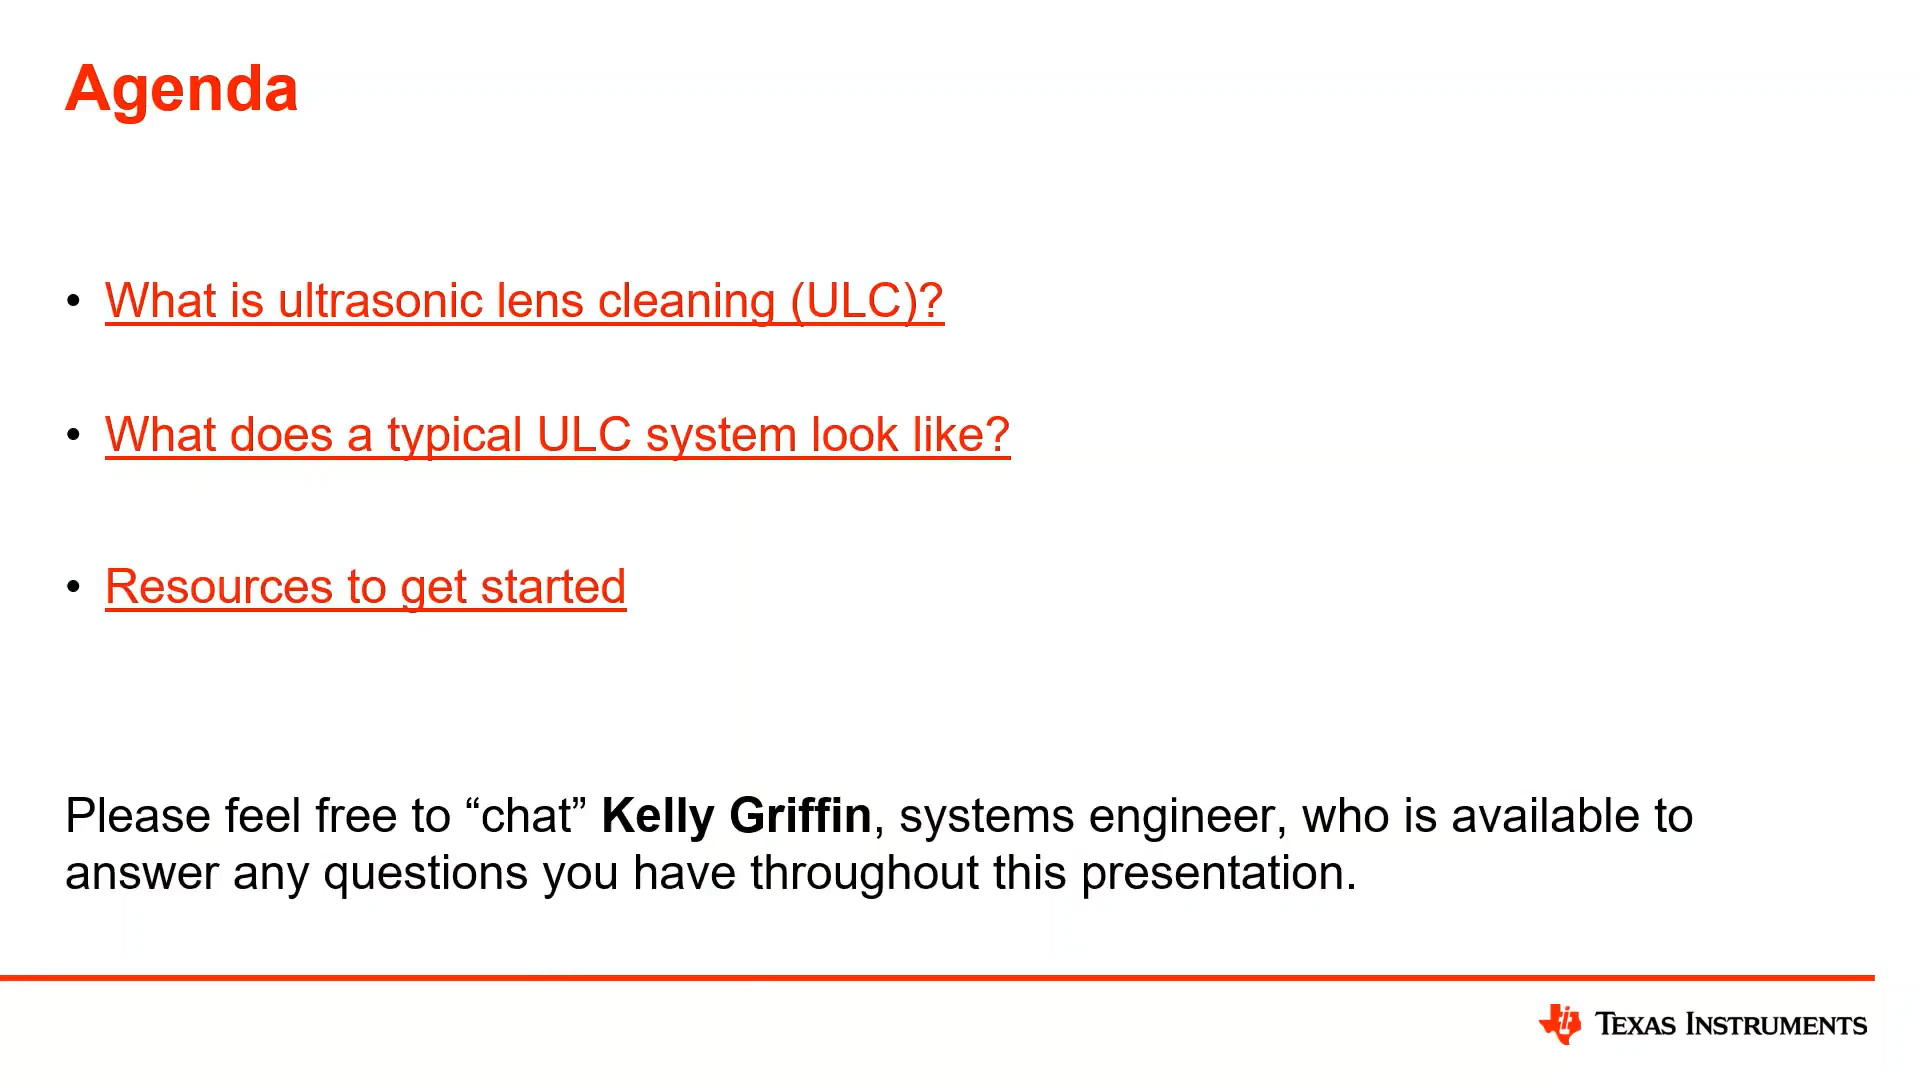 Agenda
• What is ultrasonic lens cleaning (ULC)?
• What does a typical ULC system look like?
• Resources to get started
Please feel free to “chat” Kelly Griffin, systems engineer, who is available to
answer any questions you have throughout this presentation.
TEXAS INSTRUMENTS